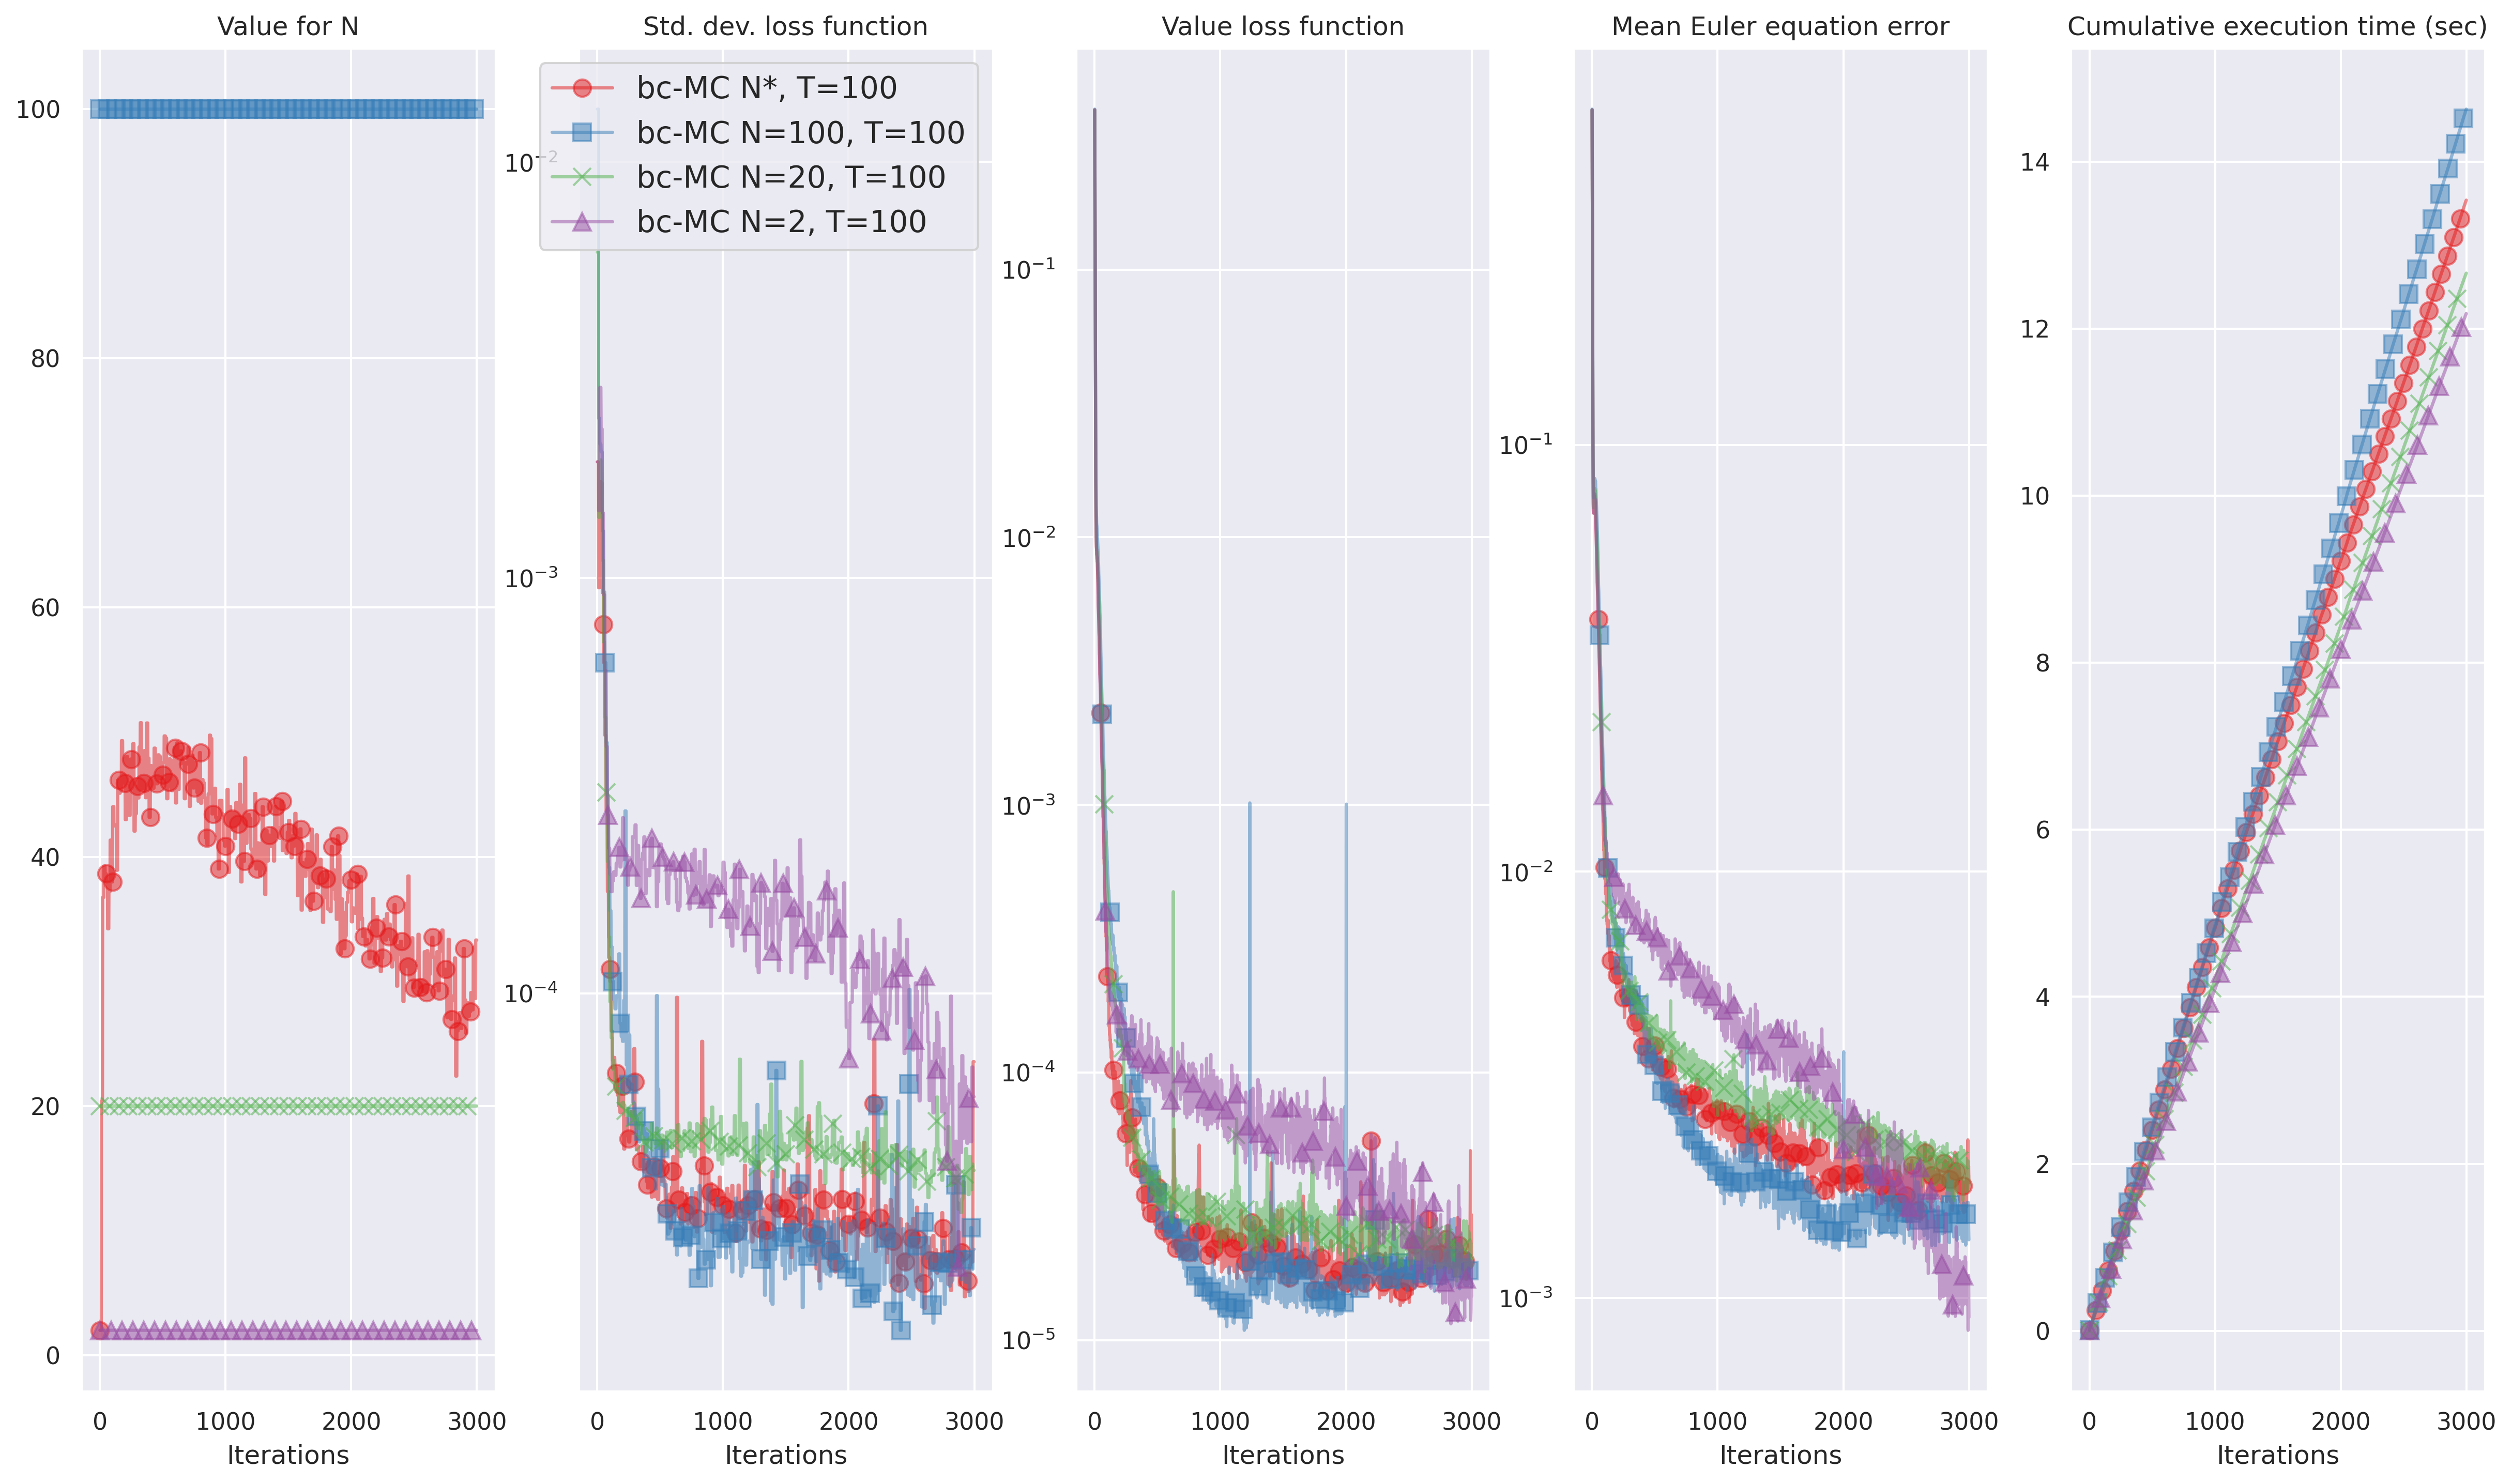 Value for N
Std. dev. loss function
Value loss function
Mean Euler equation error
Cumulative execution time (sec)
bc-MC N*, T=100
bc-MC N=100, T=100
bc-MC N=20, T=100
bc-MC N=2, T=100
100
80
60
40
20
0
0 1000 2000 3000
Iterations
10⁻²
10⁻³
10⁻⁴
0 1000 2000 3000
Iterations
10⁻¹
10⁻²
10⁻³
10⁻⁴
10⁻⁵
0 1000 2000 3000
Iterations
10⁻¹
10⁻²
10⁻³
0 1000 2000 3000
Iterations
14
12
10
8
6
4
2
0
0 1000 2000 3000
Iterations